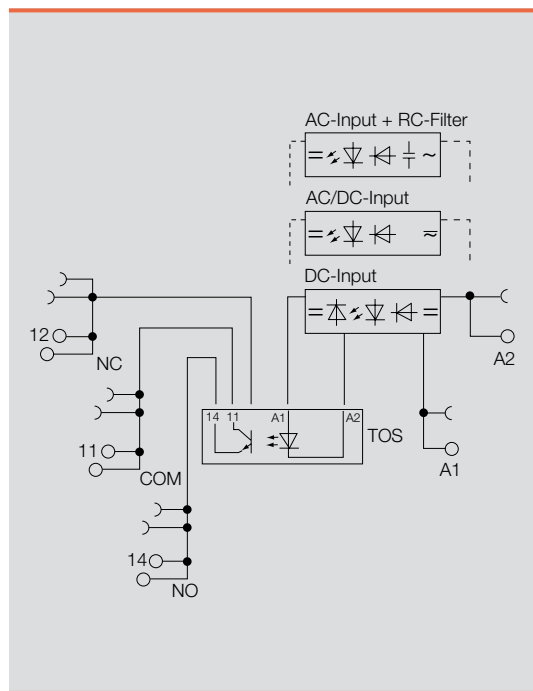 AC-Input + RC-Filter
= ~
AC/DC-Input
=
DC-Input
= =
12
NC
A2
14 11 A1 A2
TOS
11
COM
A1
14
NO